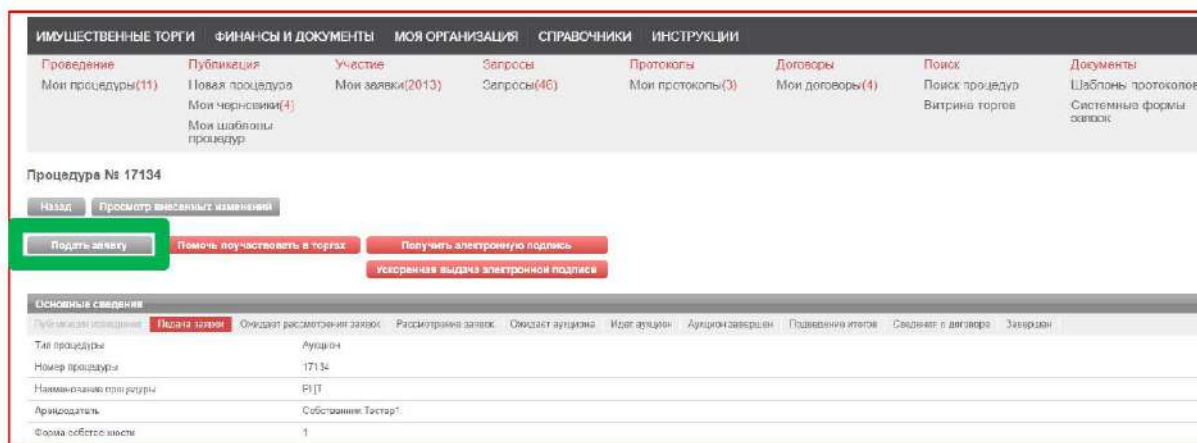 ИМУЩЕСТВЕННЫЕ ТОРГИ ФИНАНСЫ И ДОКУМЕНТЫ МОЯ ОРГАНИЗАЦИЯ СПРАВОЧНИКИ ИНСТРУКЦИИ
Проведение Публикация Участие Запросы Протоколы Договоры Поиск Документы
Мои процедуры(11) Новая процедура Мои заявки(2013) Запросы(46) Мои протоколы(3) Мои договоры(4) Поиск процедур Шаблоны протоколов
Мои черновики(4) Витрина торгов Системные формы
Мои шаблоны заявок
процедур
Процедура № 17134
Назад Просмотр внесенных изменений
Подать заявку Помочь поучаствовать в торгах Получить электронную подпись
Ускоренная выдача электронной подписи
Основные сведения
Публикация извещения Подача заявки Ожидает рассмотрения заявок Рассмотрение заявок Ожидает аукциона Идет аукцион Аукцион завершен Подведение итогов Сведения о договоре Завершен
Тип процедуры Аукцион
Номер процедуры 17134
Наименование процедуры
Арендодатель Собственник Тестер
Форма собственности 1